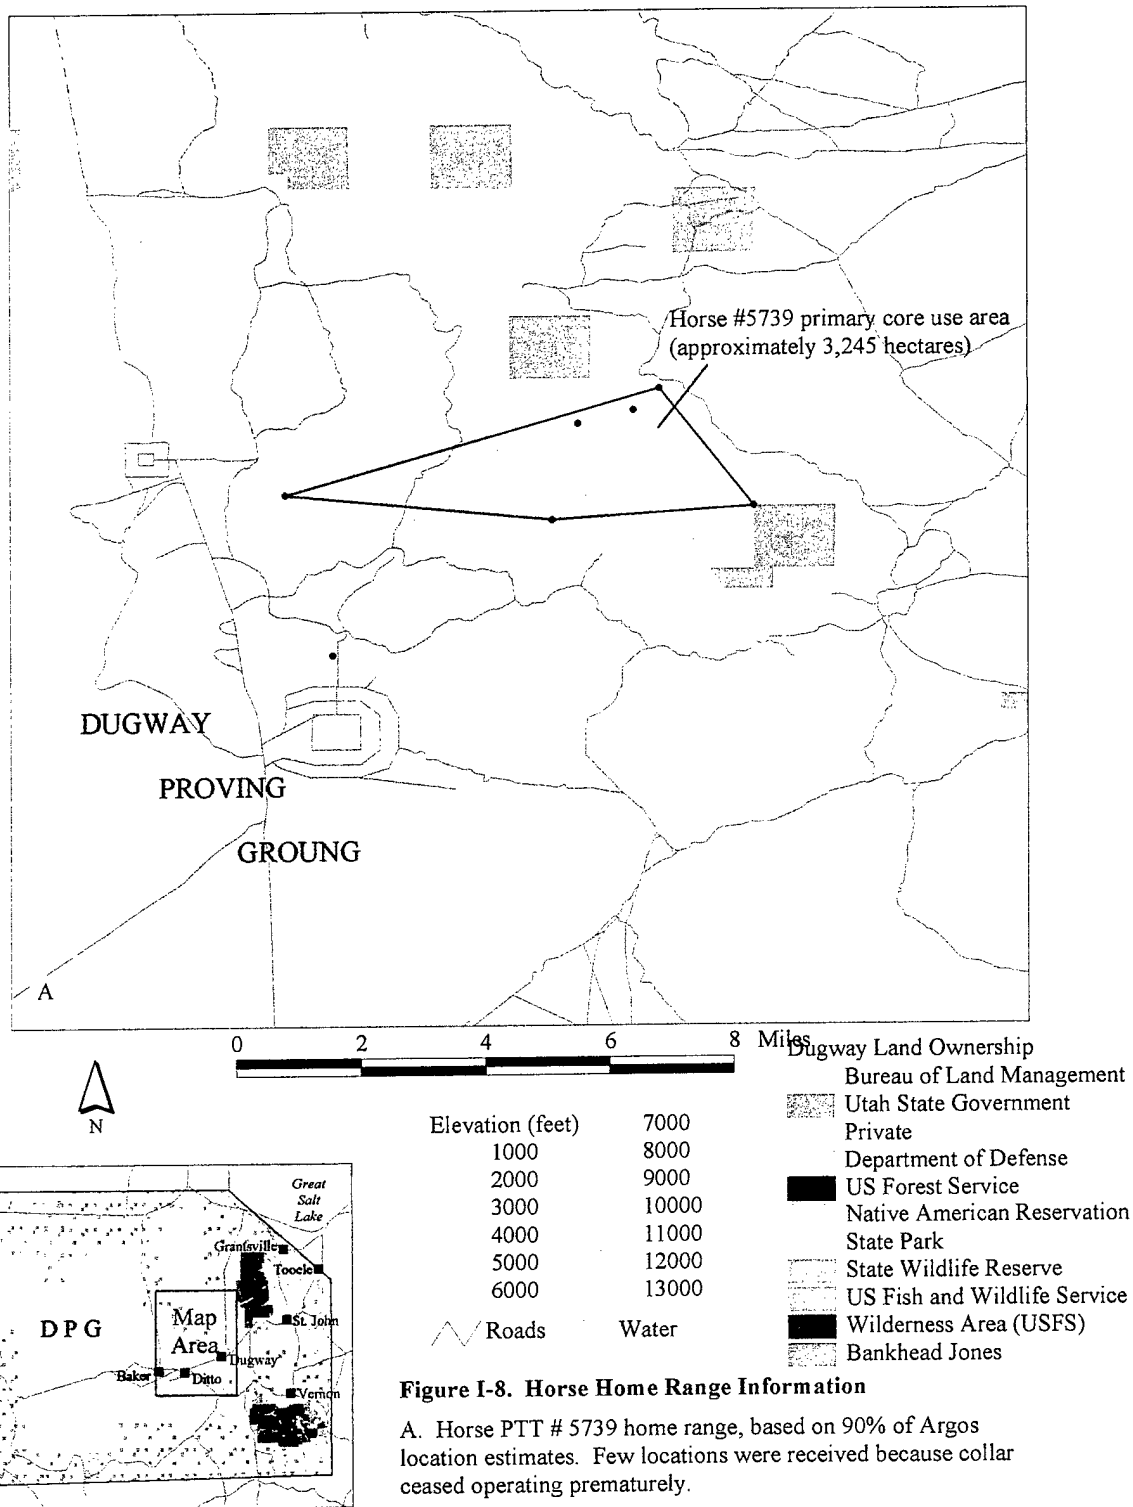 Horse #5739 primary core use area
(approximately 3,245 hectares)
DUGWAY
PROVING
GROUNG
A
0 2 4 6 8 Miles
N
Elevation (feet)
1000
2000
3000
4000
5000
6000
7000
8000
9000
10000
11000
12000
13000
Roads
Water
Dugway Land Ownership
Bureau of Land Management
Utah State Government
Private
Department of Defense
US Forest Service
Native American Reservation
State Park
State Wildlife Reserve
US Fish and Wildlife Service
Wilderness Area (USFS)
Bankhead Jones
Great
Salt
Lake
Grantsville
Tooele
St. John
Map
Area
DPG
Dugway
Baker
Ditto
Vernon
Figure I-8. Horse Home Range Information
A. Horse PTT # 5739 home range, based on 90% of Argos
location estimates. Few locations were received because collar
ceased operating prematurely.